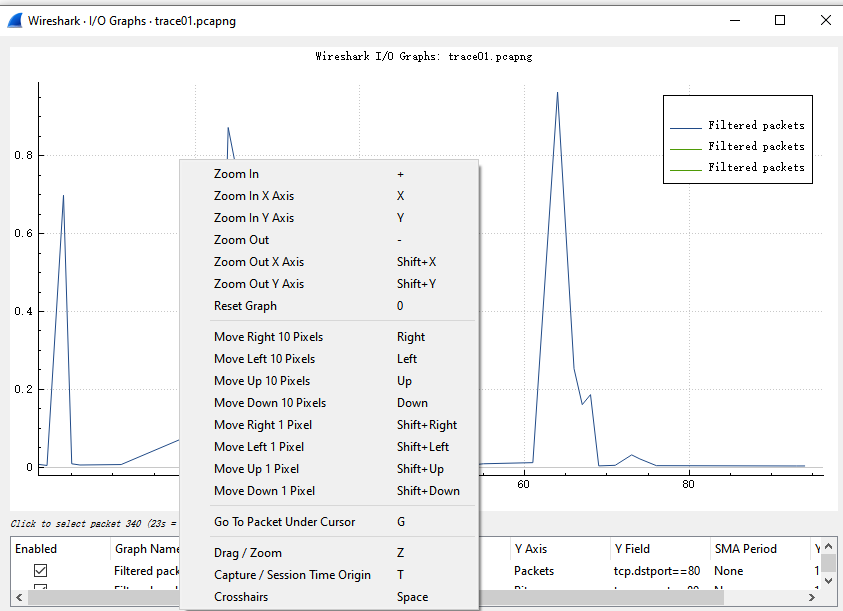 Wireshark · I/O Graphs · trace01.pcapng
Wireshark I/O Graphs: trace01.pcapng
Filtered packets
Filtered packets
Filtered packets
0.8
0.6
0.4
0.2
0
60
80
Zoom In +
Zoom In X Axis X
Zoom In Y Axis Y
Zoom Out -
Zoom Out X Axis Shift+X
Zoom Out Y Axis Shift+Y
Reset Graph 0
Move Right 10 Pixels Right
Move Left 10 Pixels Left
Move Up 10 Pixels Up
Move Down 10 Pixels Down
Move Right 1 Pixel Shift+Right
Move Left 1 Pixel Shift+Left
Move Up 1 Pixel Shift+Up
Move Down 1 Pixel Shift+Down
Go To Packet Under Cursor G
Drag / Zoom Z
Capture / Session Time Origin T
Crosshairs Space
Click to select packet 340 (23s =
Enabled Graph Name Y Axis Y Field SMA Period Y
Filtered pack Packets tcp.dstport==80 None 1